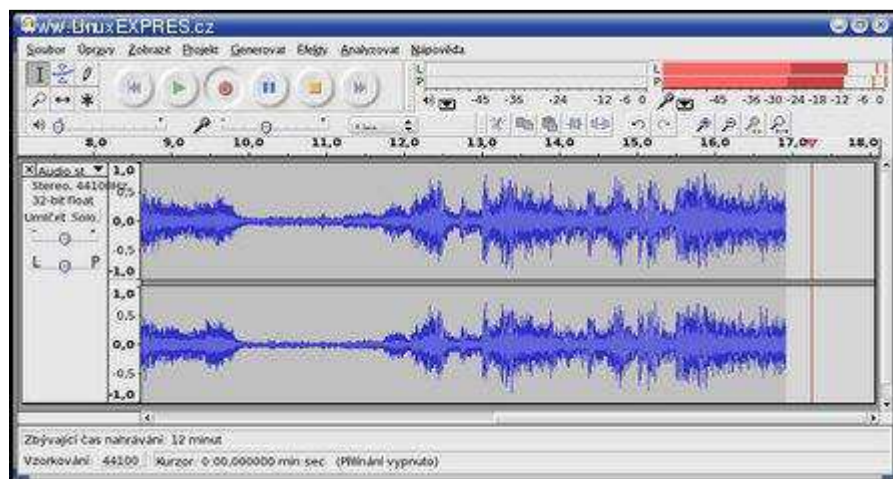 www.LinuxEXPRES.cz
Soubor Úpravy Zobrazit Projekt Generovat Efekty Analyzovat Nápověda
L
P
-45 -35 -24 -12 -6 0
L
P
-45 -36 -30 -24 -18 -12 -6 0
8,0 9,0 10,0 11,0 12,0 13,0 14,0 15,0 16,0 17,0 18,0
Audio st
Stereo, 44100Hz
32-bit float
Umlčet Solo
L P
1,0
0,5
0,0
-0,5
-1,0
1,0
0,5
0,0
-0,5
-1,0
Zbývající čas nahrávání: 12 minut
Vzorkování: 44100 Kurzor: 0:00,000000 min:sec (Přilínání vypnuto)